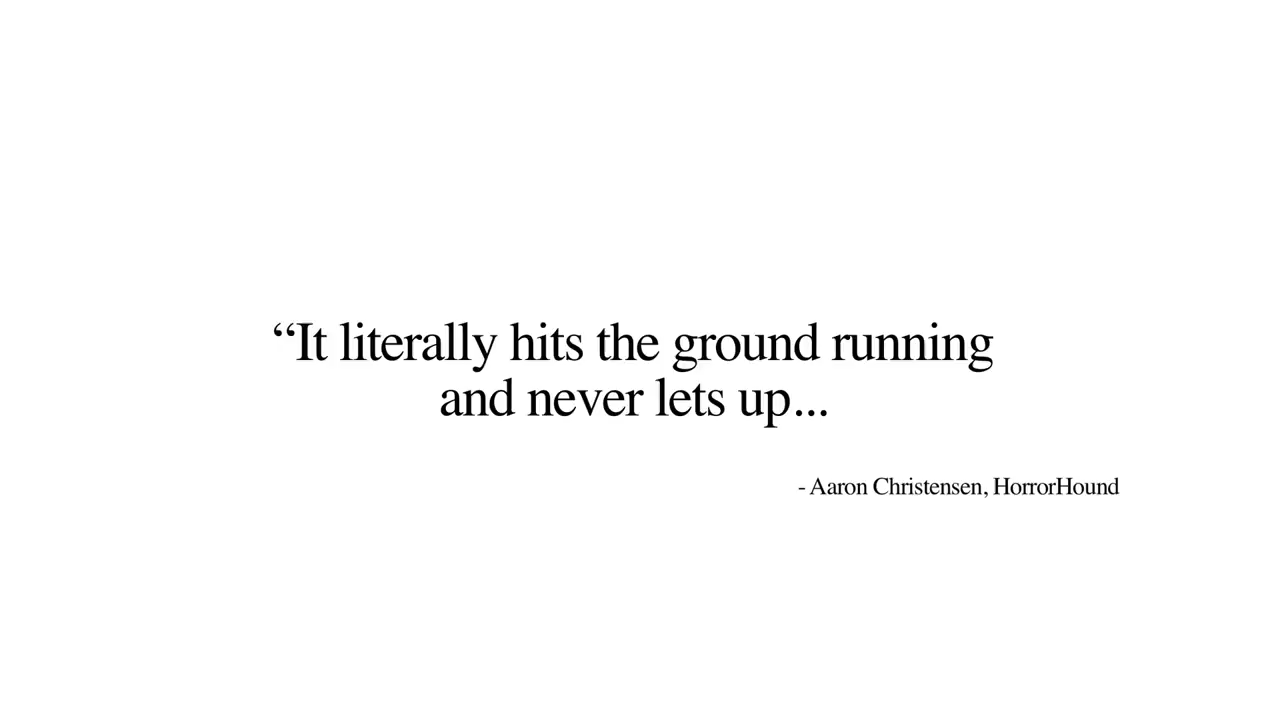 “It literally hits the ground running
and never lets up...
- Aaron Christensen, HorrorHound